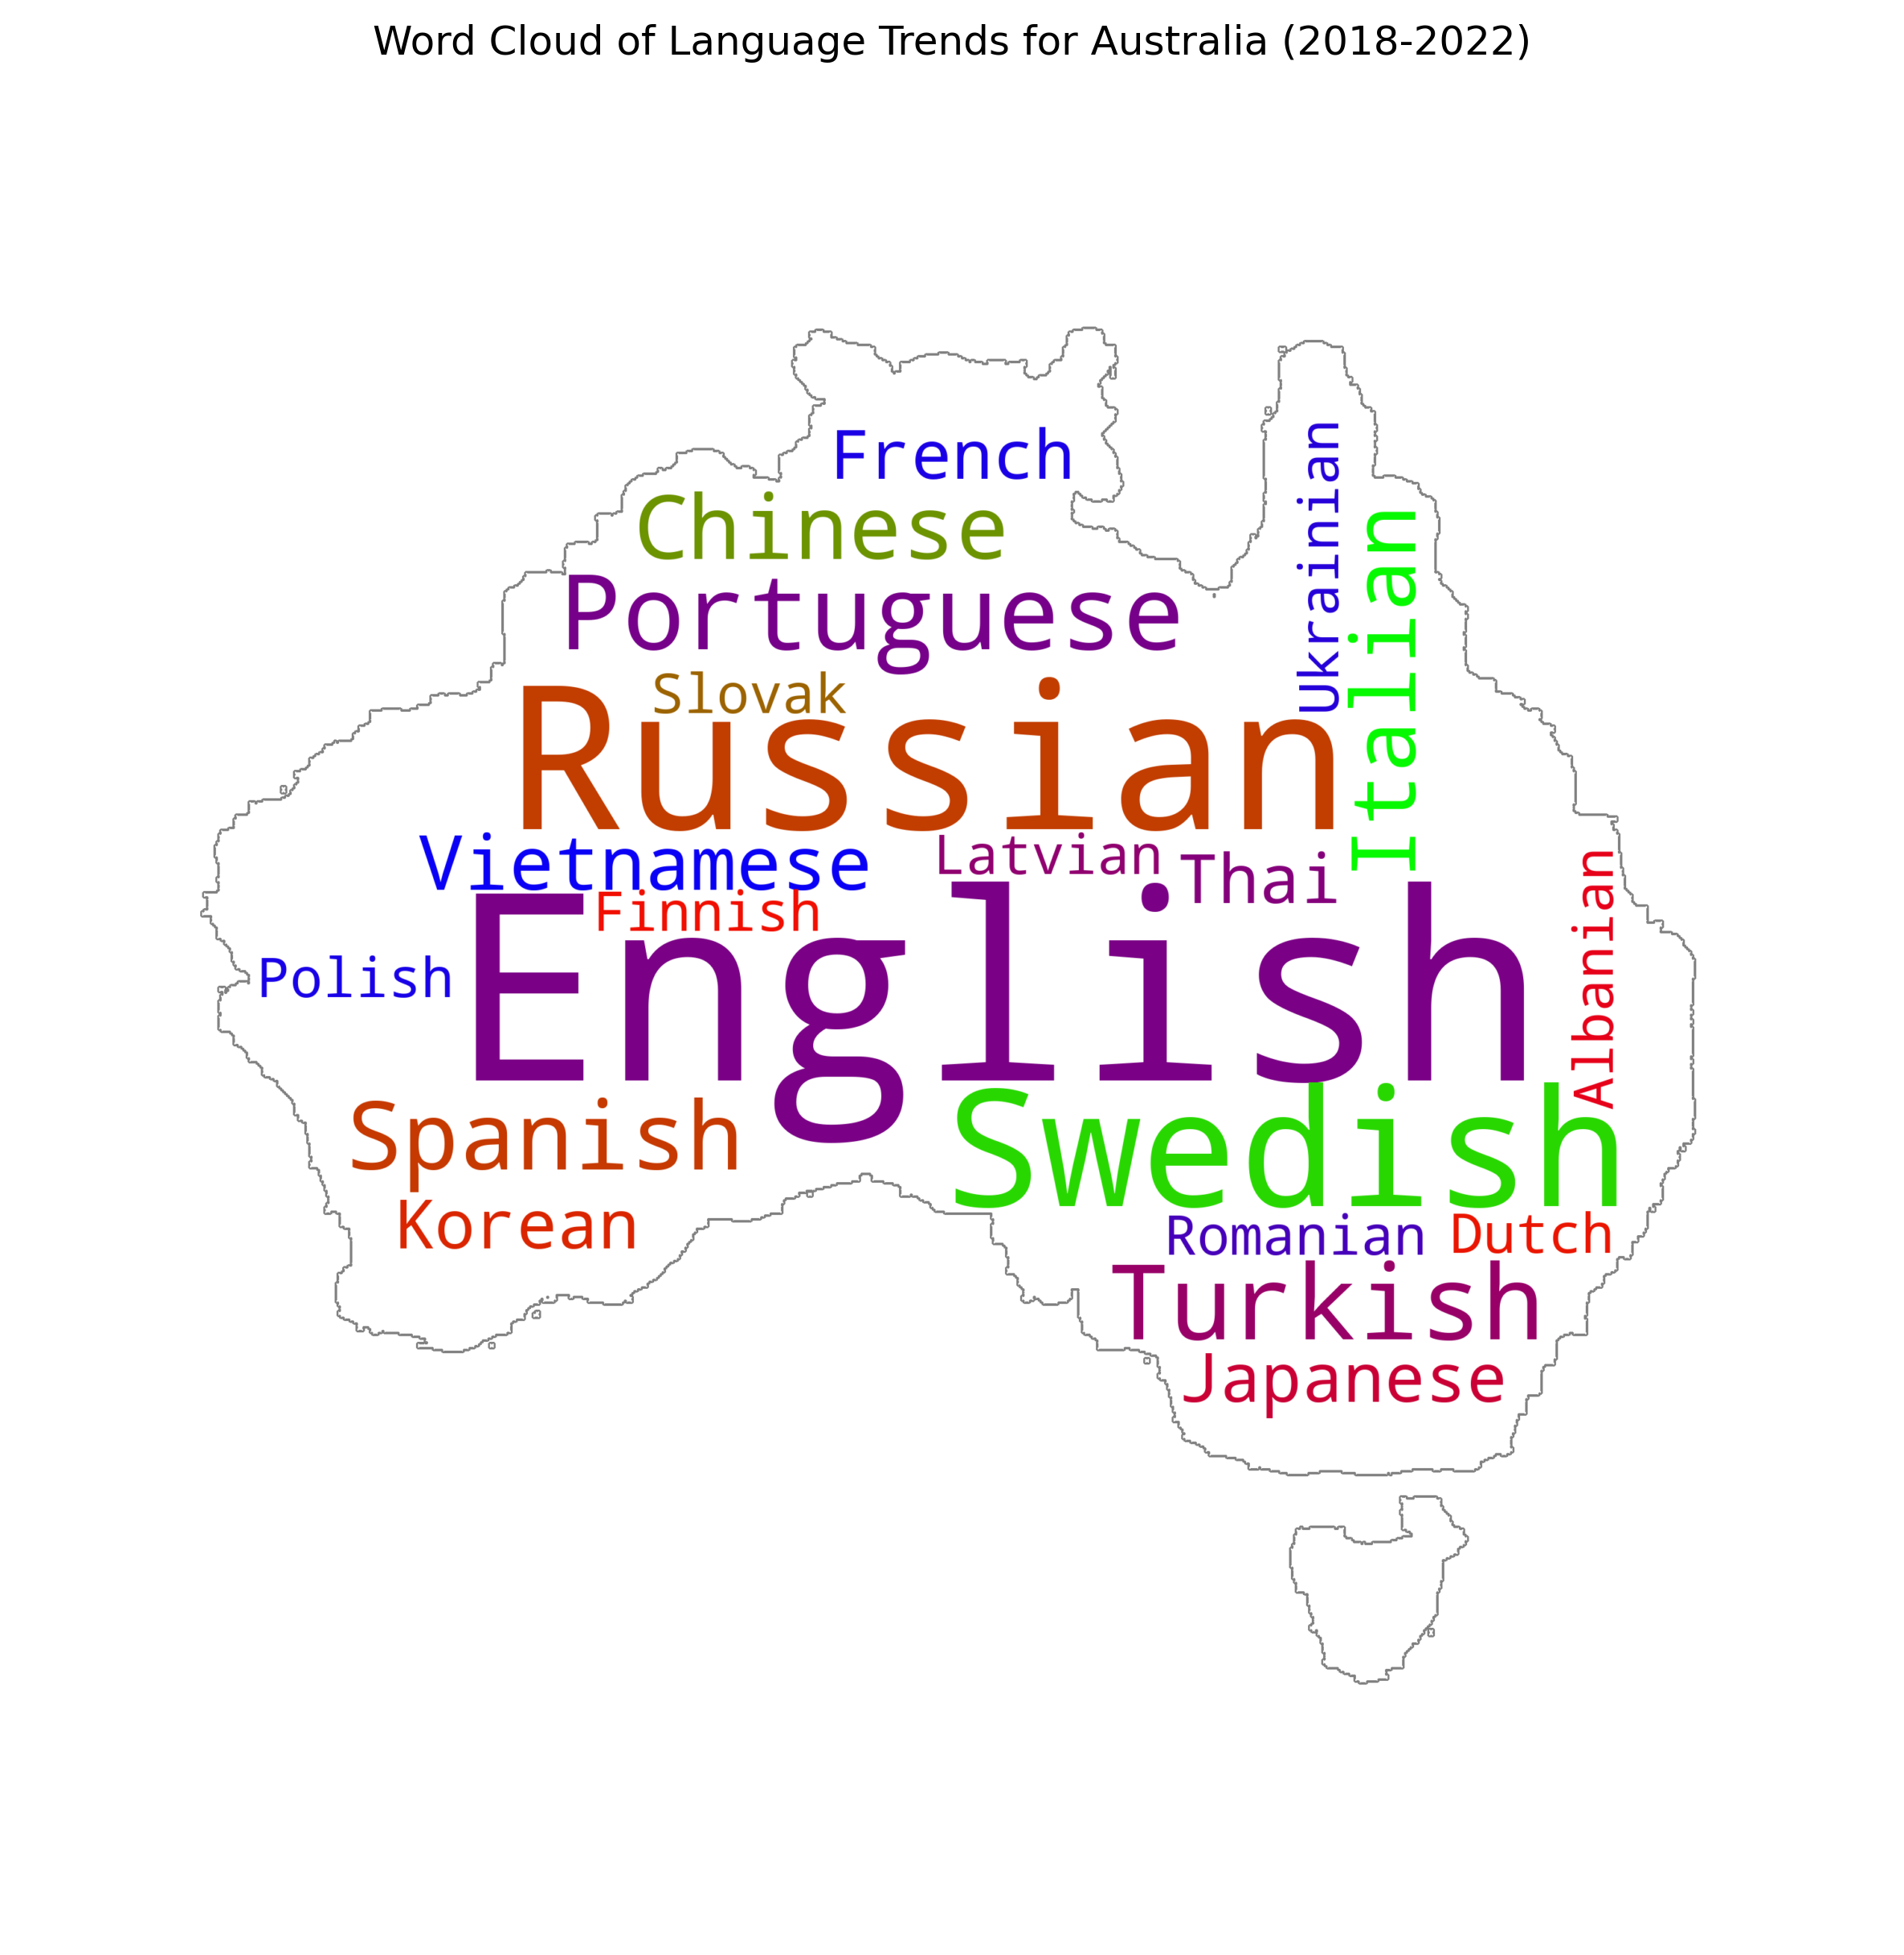 Word Cloud of Language Trends for Australia (2018-2022)
French
Ukrainian
Chinese
Italian
Portuguese
Slovak
Russian
Vietnamese
Latvian
Thai
Finnish
Albanian
Polish
English
Spanish
Swedish
Korean
Romanian
Dutch
Turkish
Japanese